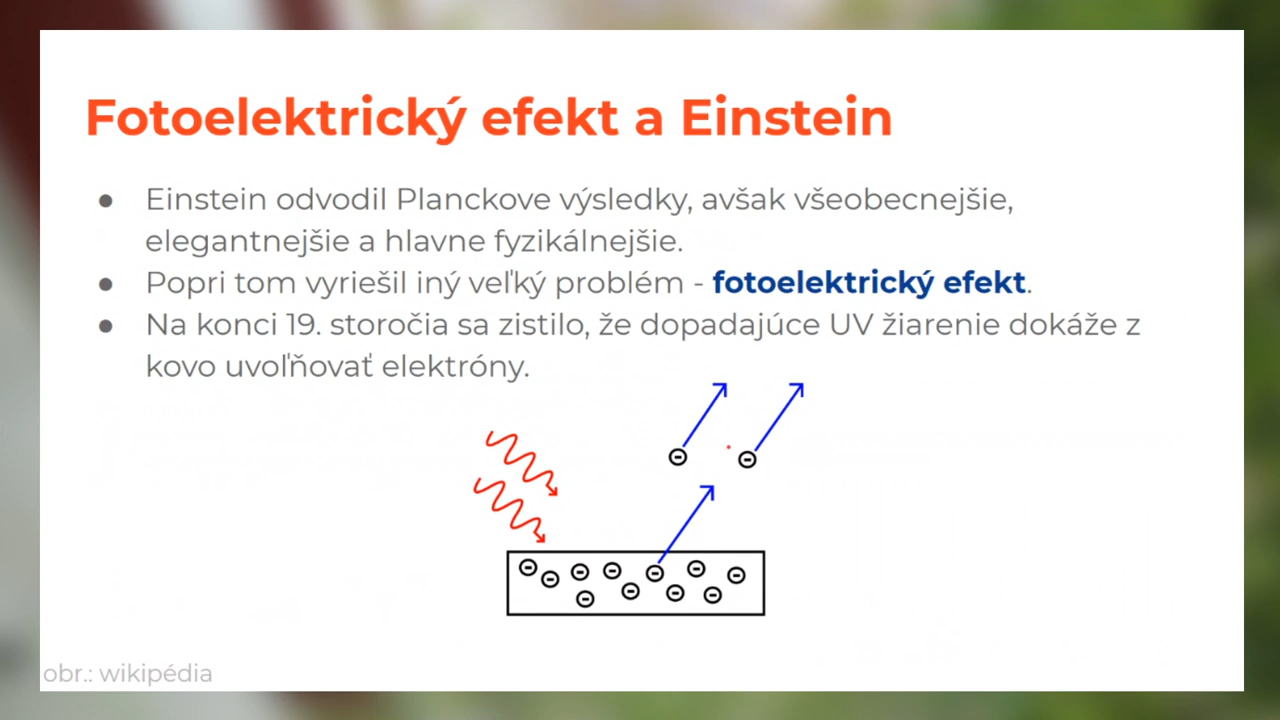 Fotoelektrický efekt a Einstein
● Einstein odvodil Planckove výsledky, avšak všeobecnejšie,
elegantnejšie a hlavne fyzikálnejšie.
● Popri tom vyriešil iný veľký problém - fotoelektrický efekt.
● Na konci 19. storočia sa zistilo, že dopadajúce UV žiarenie dokáže z
kovo uvoľňovať elektróny.
obr.: wikipédia